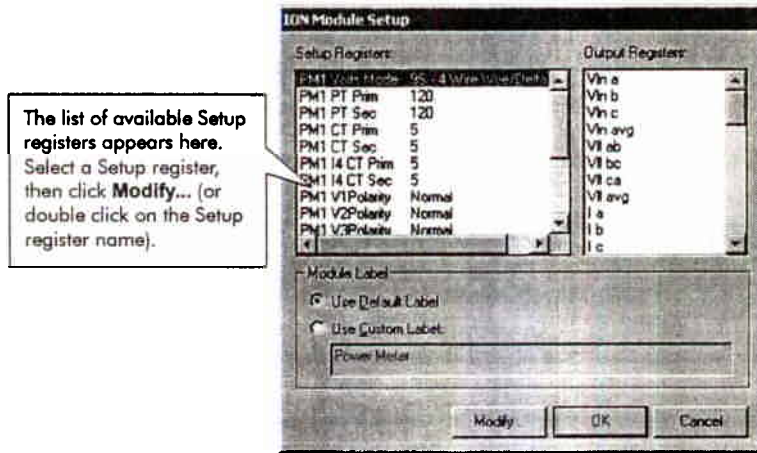 ION Module Setup
Setup Registers:
PM1 Volts Mode 9S - 4 Wire Wye/Delta
PM1 PT Prim 120
PM1 PT Sec 120
PM1 CT Prim 5
PM1 CT Sec 5
PM1 I4 CT Prim 5
PM1 I4 CT Sec 5
PM1 V1Polarity Normal
PM1 V2Polarity Normal
PM1 V3Polarity Normal
Output Registers:
Vln a
Vln b
Vln c
Vln avg
Vll ab
Vll bc
Vll ca
Vll avg
I a
I b
I c
The list of available Setup
registers appears here.
Select a Setup register,
then click Modify... (or
double click on the Setup
register name).
Module Label
Use Default Label
Use Custom Label:
Power Meter
Modify...
OK
Cancel